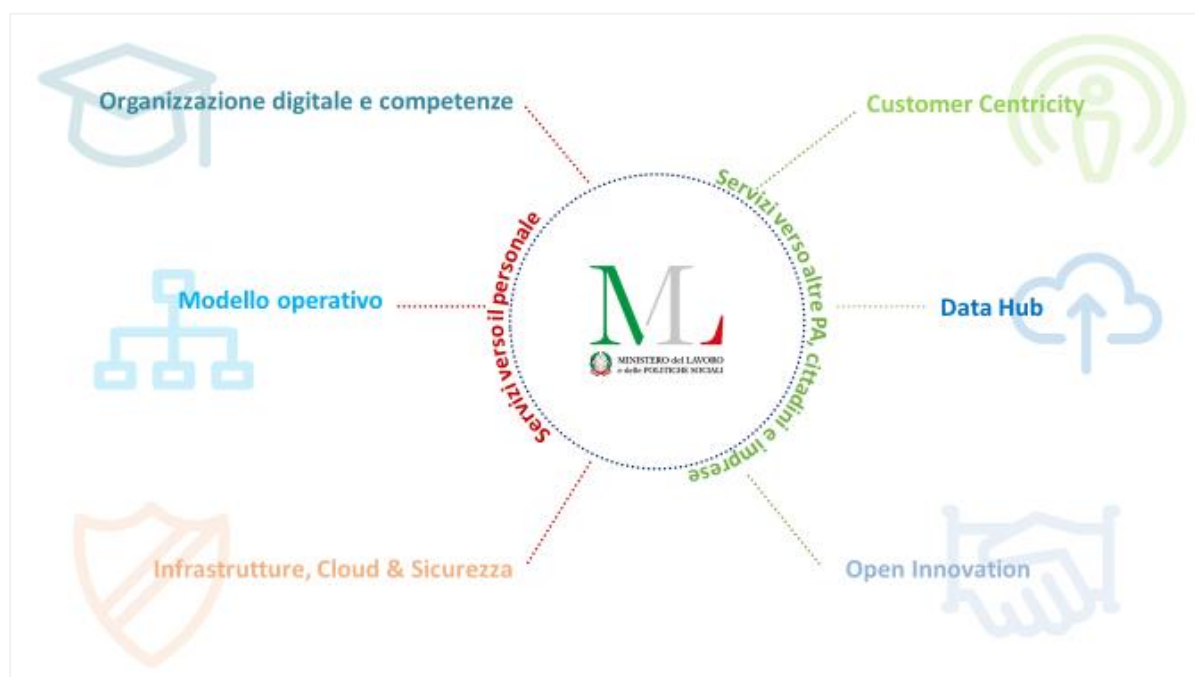 Organizzazione digitale e competenze
Customer Centricity
Servizi verso il personale
Servizi verso altre PA, cittadini e imprese
Modello operativo
Data Hub
ML
MINISTERO del LAVORO
e delle POLITICHE SOCIALI
Infrastrutture, Cloud & Sicurezza
Open Innovation